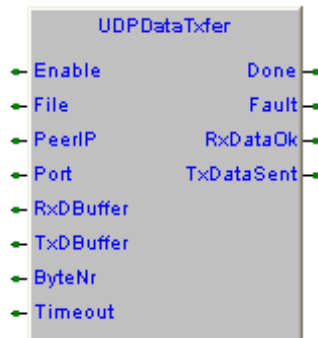 UDPDataTxfer
Enable Done
File Fault
PeerIP RxDataOk
Port TxDataSent
RxDBuffer
TxDBuffer
ByteNr
Timeout